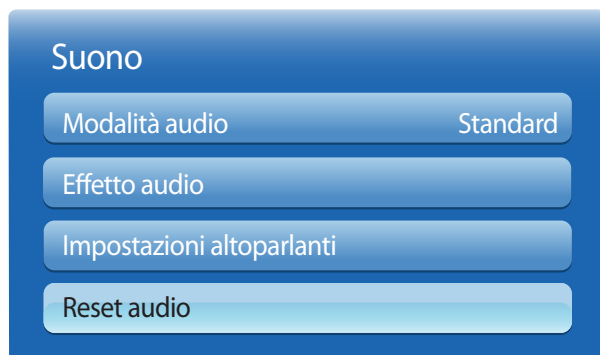 Suono
Modalità audio Standard
Effetto audio
Impostazioni altoparlanti
Reset audio